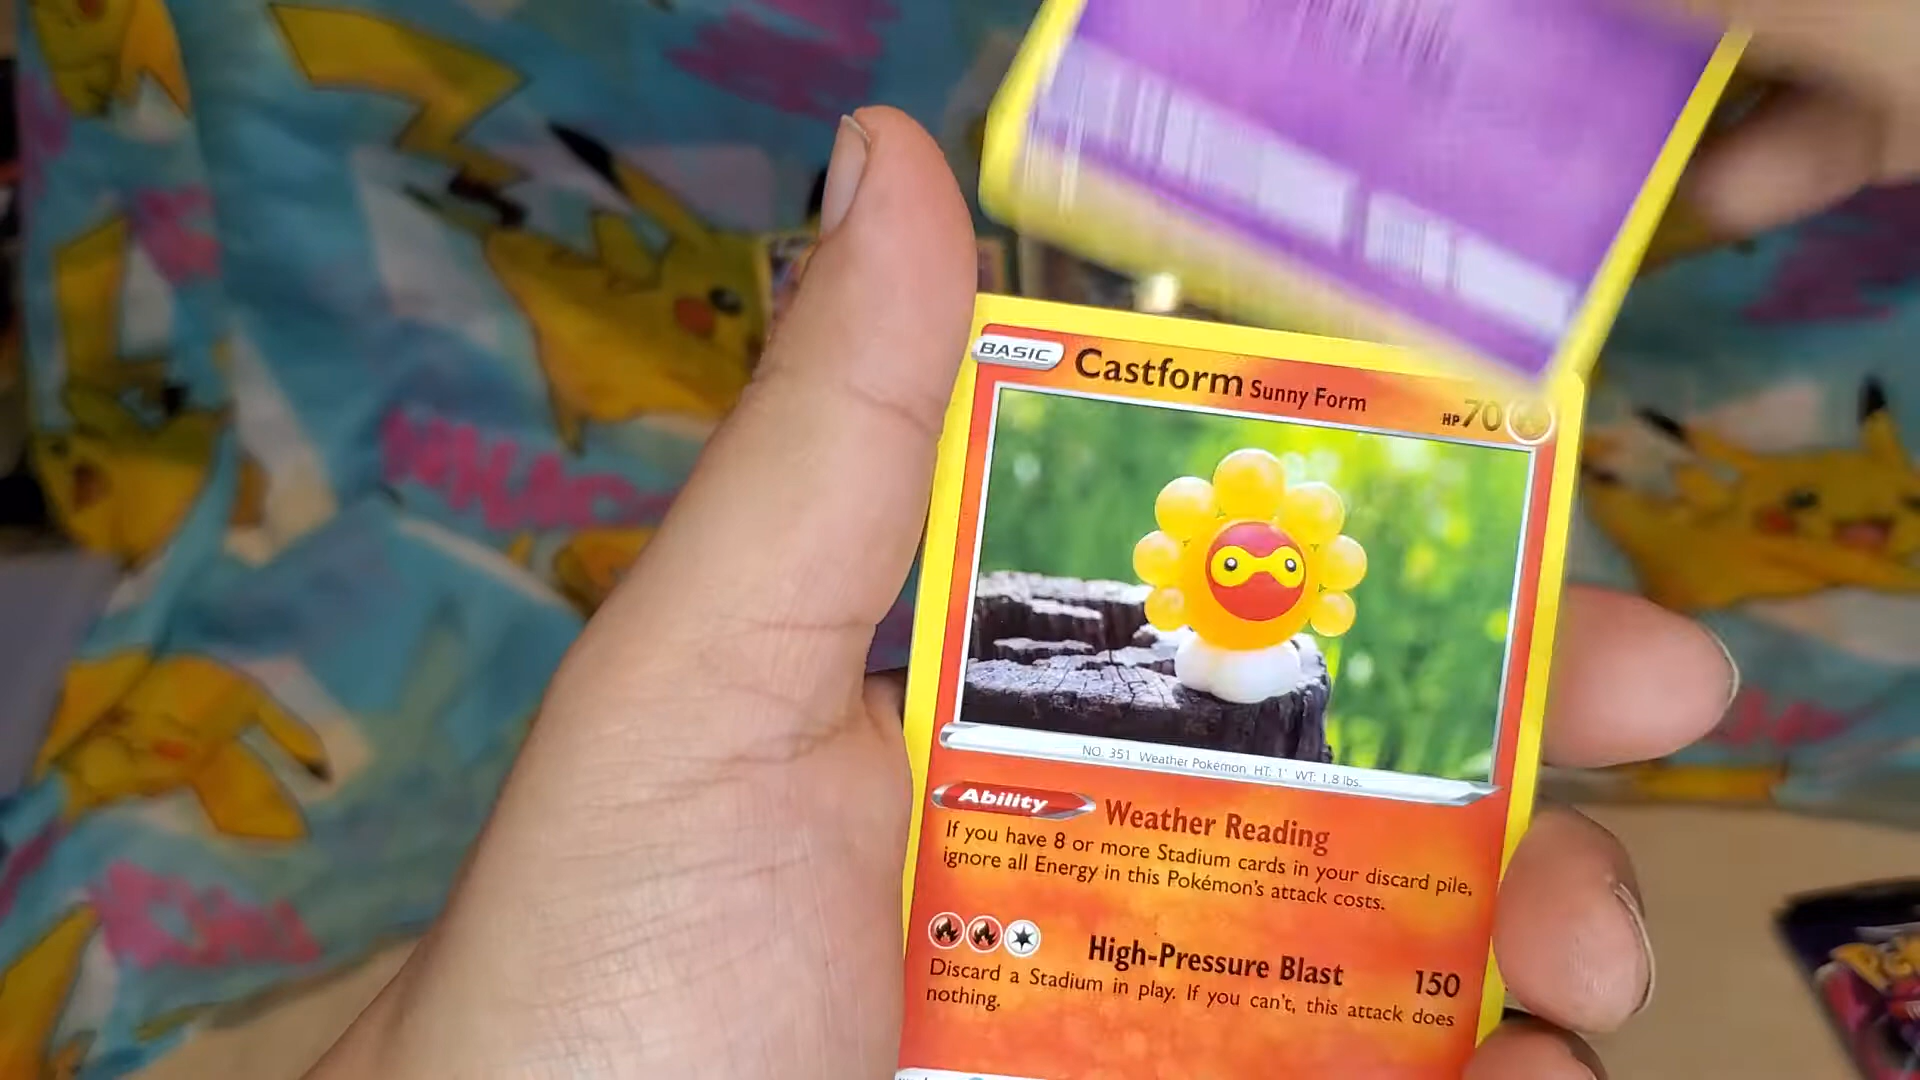 BASIC Castform Sunny Form HP 70
NO. 351 Weather Pokémon HT: 1' WT: 1.8 lbs.
Ability Weather Reading
If you have 8 or more Stadium cards in your discard pile,
ignore all Energy in this Pokémon's attack costs.
High-Pressure Blast 150
Discard a Stadium in play. If you can't, this attack does
nothing.